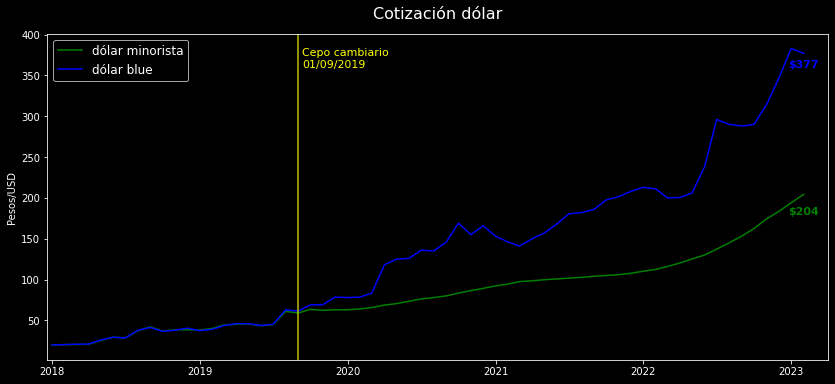 Cotización dólar
400
350
300
250
200
150
100
50
Pesos/USD
dólar minorista
dólar blue
Cepo cambiario
01/09/2019
$377
$204
2018 2019 2020 2021 2022 2023